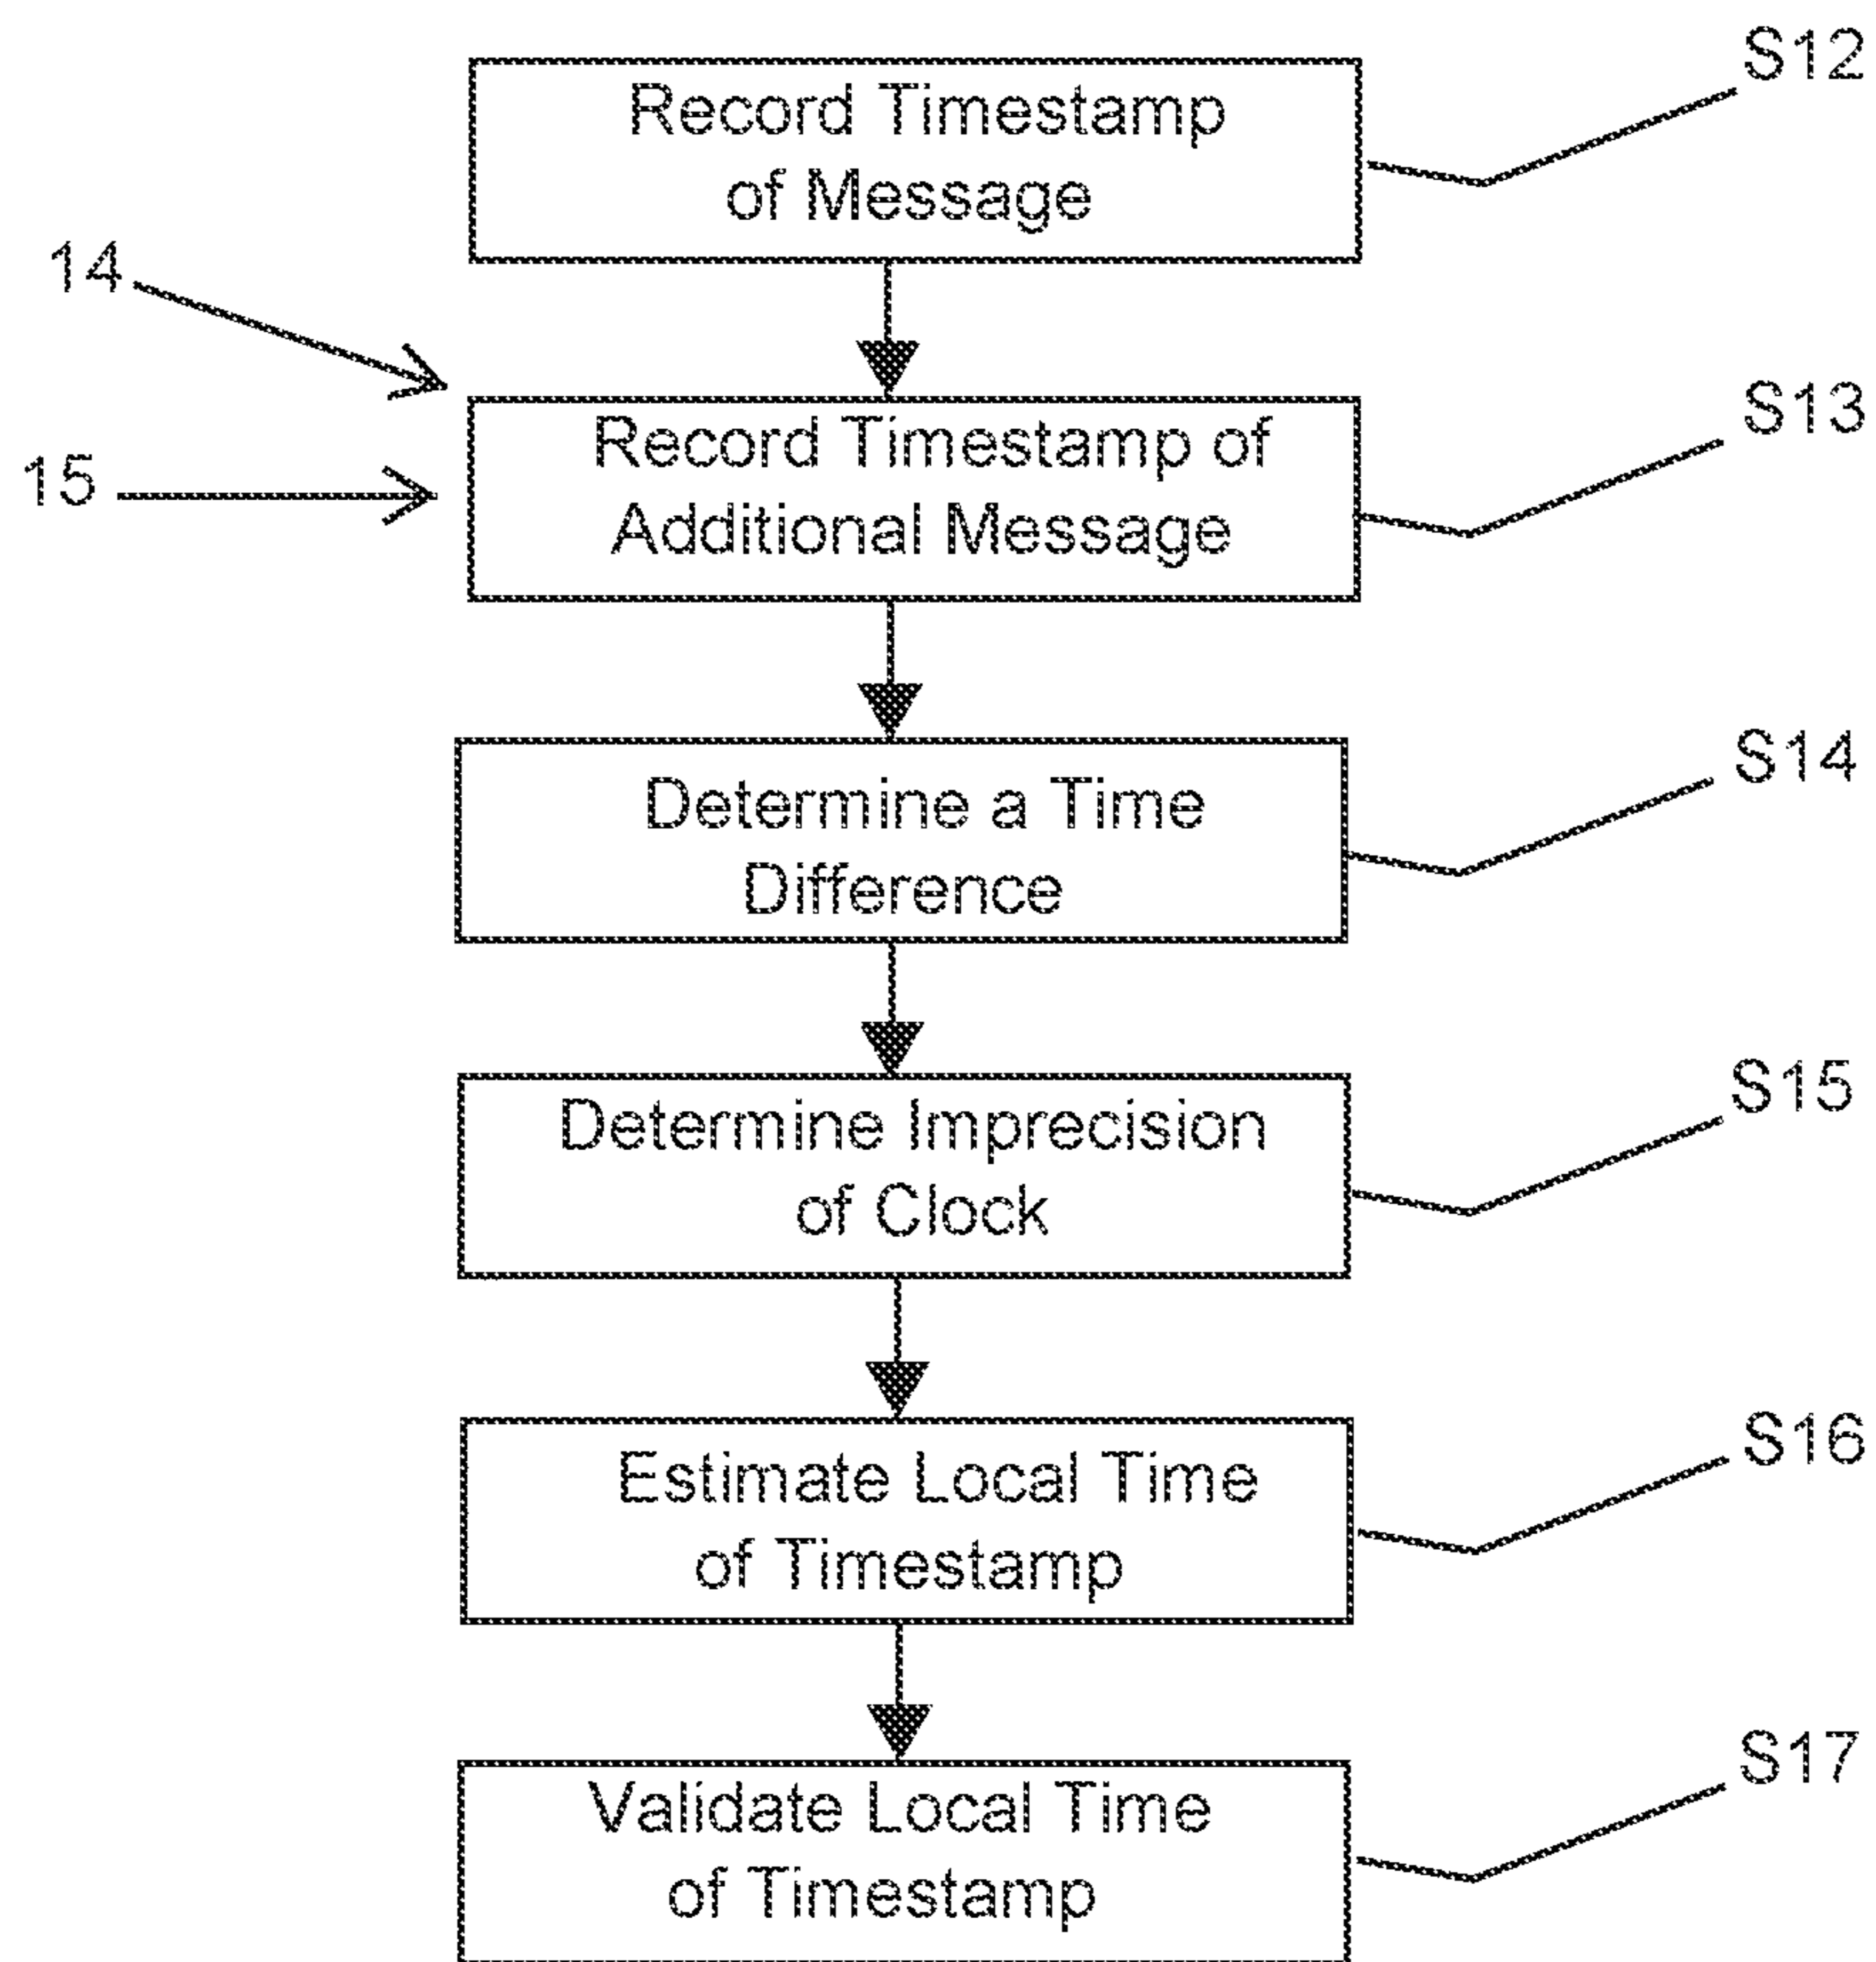 S12
Record Timestamp
of Message
14
S13
Record Timestamp of
Additional Message
15
S14
Determine a Time
Difference
S15
Determine Imprecision
of Clock
S16
Estimate Local Time
of Timestamp
S17
Validate Local Time
of Timestamp